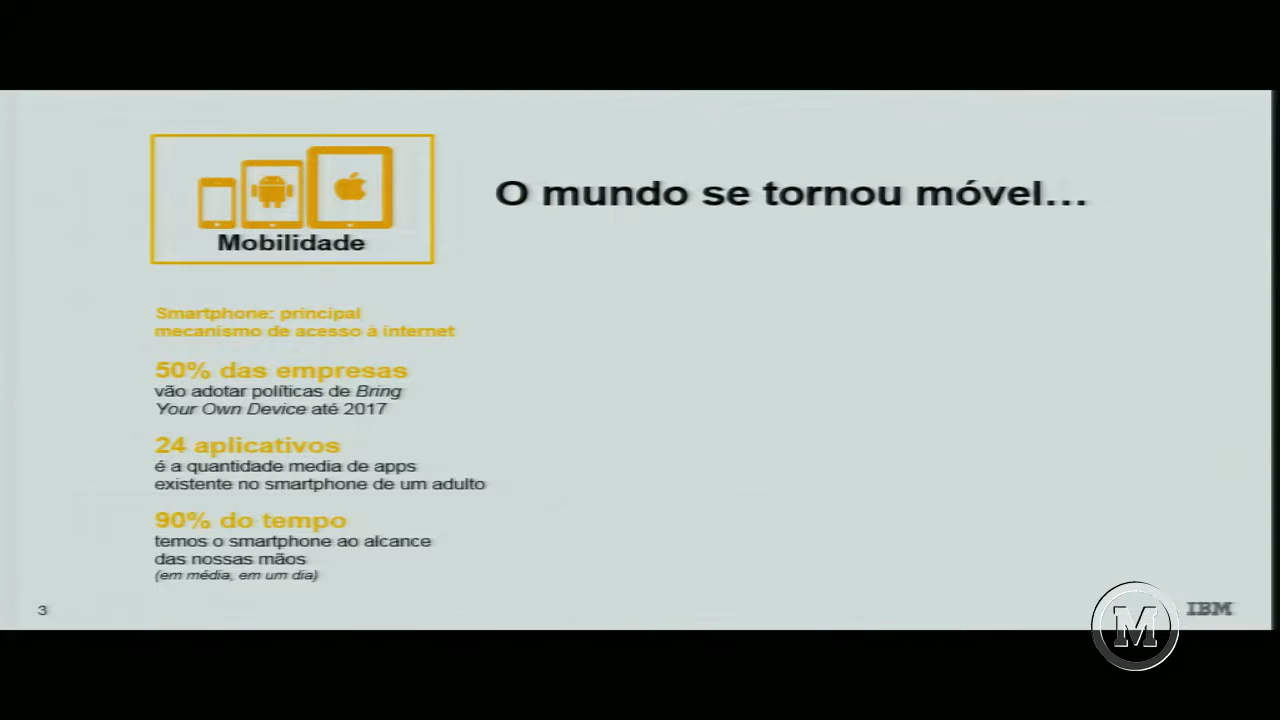 Mobilidade
O mundo se tornou móvel...
Smartphone: principal
mecanismo de acesso à internet
50% das empresas
vão adotar políticas de Bring
Your Own Device até 2017
24 aplicativos
é a quantidade media de apps
existente no smartphone de um adulto
90% do tempo
temos o smartphone ao alcance
das nossas mãos
(em média, em um dia)
3
M
IBM